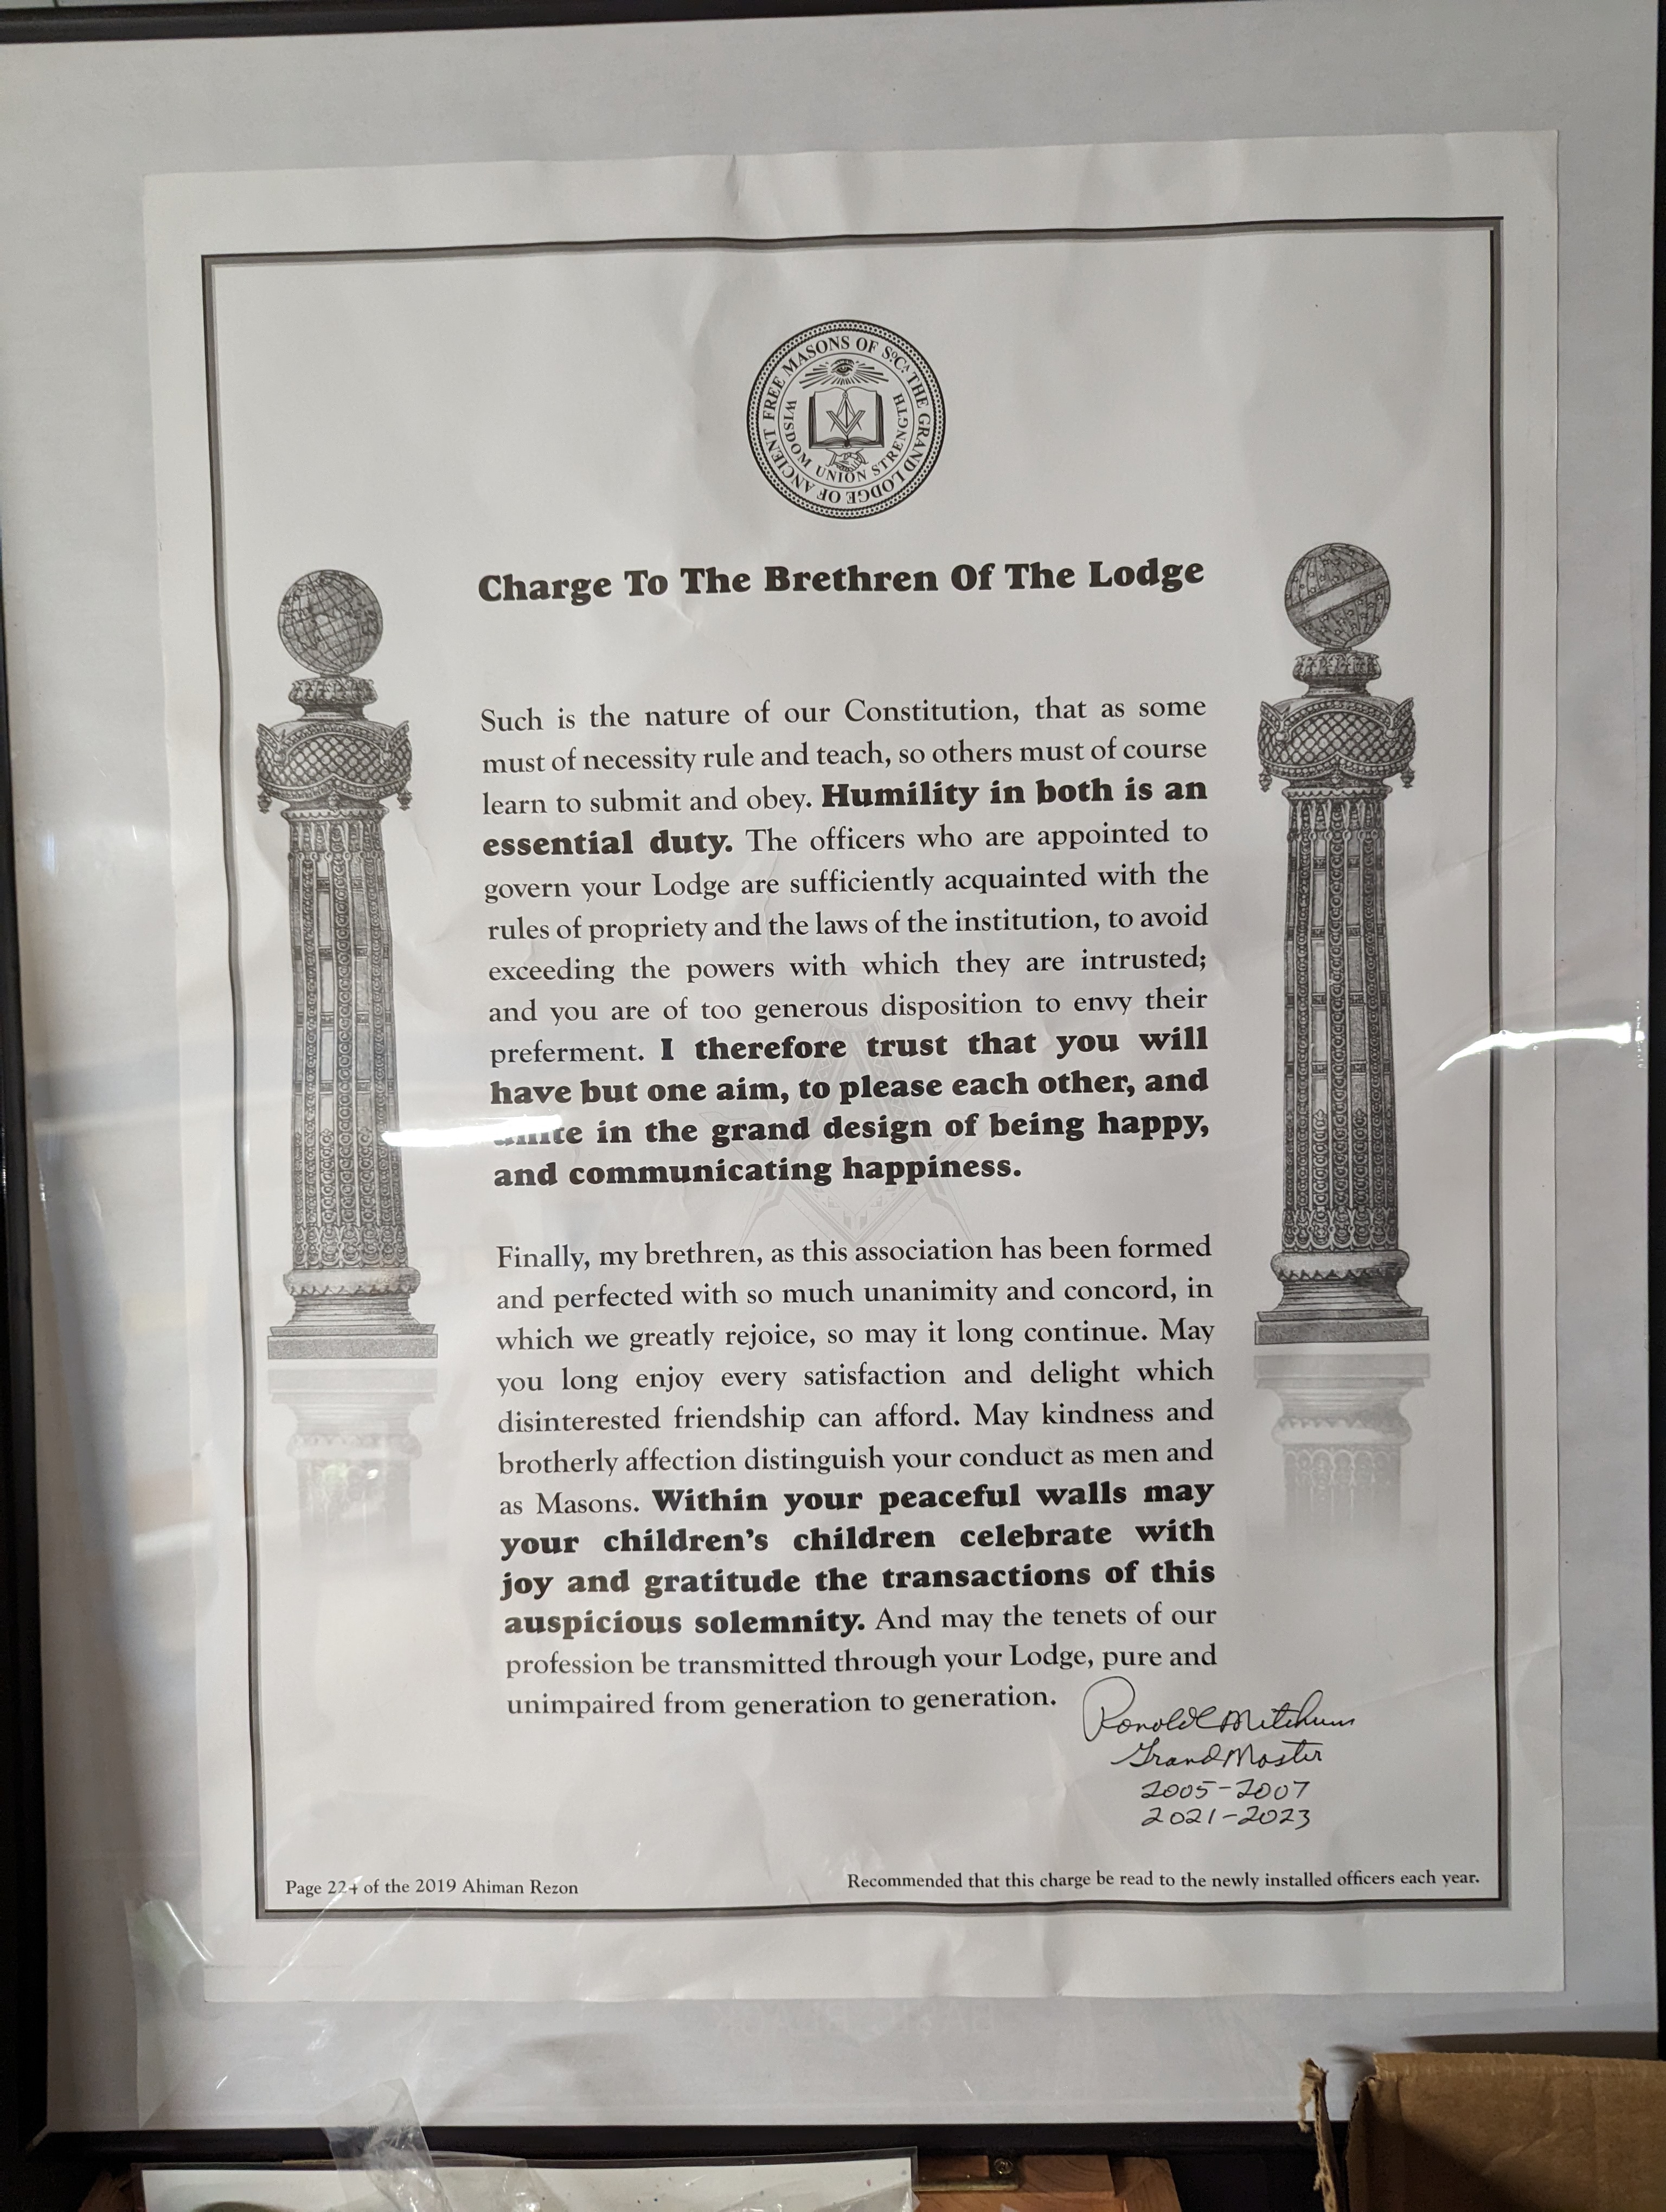 THE GRAND LODGE OF ANCIENT FREE MASONS OF SO.CA.
WISDOM UNION STRENGTH
Charge To The Brethren Of The Lodge
Such is the nature of our Constitution, that as some
must of necessity rule and teach, so others must of course
learn to submit and obey. Humility in both is an
essential duty. The officers who are appointed to
govern your Lodge are sufficiently acquainted with the
rules of propriety and the laws of the institution, to avoid
exceeding the powers with which they are intrusted;
and you are of too generous disposition to envy their
preferment. I therefore trust that you will
have but one aim, to please each other, and
unite in the grand design of being happy,
and communicating happiness.
Finally, my brethren, as this association has been formed
and perfected with so much unanimity and concord, in
which we greatly rejoice, so may it long continue. May
you long enjoy every satisfaction and delight which
disinterested friendship can afford. May kindness and
brotherly affection distinguish your conduct as men and
as Masons. Within your peaceful walls may
your children's children celebrate with
joy and gratitude the transactions of this
auspicious solemnity. And may the tenets of our
profession be transmitted through your Lodge, pure and
unimpaired from generation to generation.
Ronald C Mitchum
Grand Master
2005-2007
2021-2023
Page 224 of the 2019 Ahiman Rezon
Recommended that this charge be read to the newly installed officers each year.